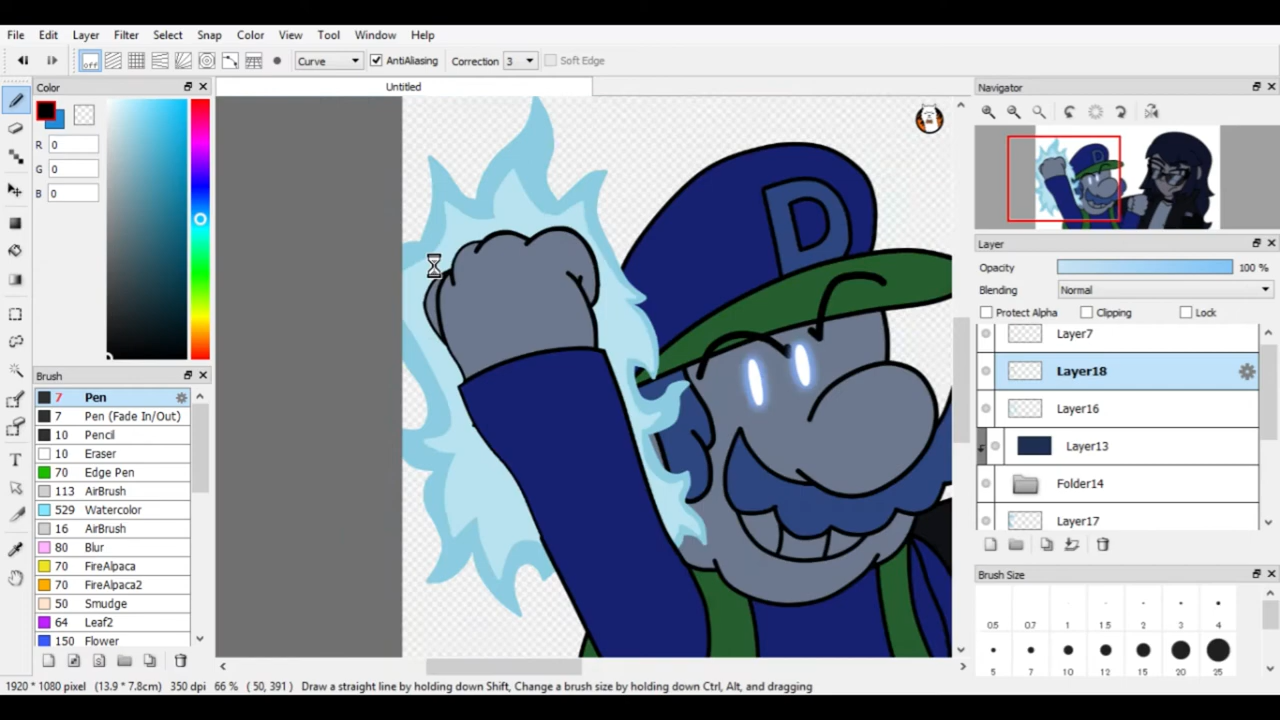 File Edit Layer Filter Select Snap Color View Tool Window Help
off Curve AntiAliasing Correction 3 Soft Edge
Color
Untitled
Navigator
R 0
G 0
B 0
D
D
Layer
Opacity 100 %
Blending Normal
Protect Alpha Clipping Lock
Layer7
Layer18
Layer16
Layer13
Folder14
Layer17
Brush
7 Pen
7 Pen (Fade In/Out)
10 Pencil
10 Eraser
70 Edge Pen
113 AirBrush
529 Watercolor
16 AirBrush
80 Blur
70 FireAlpaca
70 FireAlpaca2
50 Smudge
64 Leaf2
150 Flower
Brush Size
0.5 0.7 1 1.5 2 3 4
5 7 10 12 15 20 25
1920 * 1080 pixel (13.9 * 7.8cm) 350 dpi 66 % ( 50, 391 ) Draw a straight line by holding down Shift, Change a brush size by holding down Ctrl, Alt, and dragging